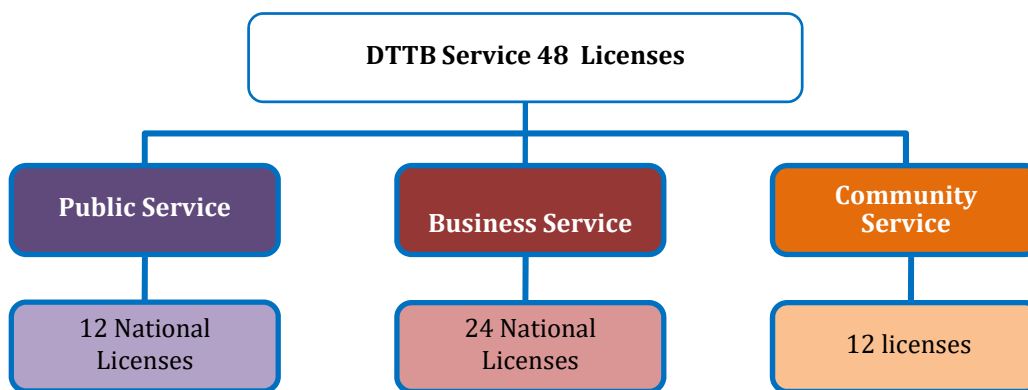 DTTB Service 48 Licenses
Public Service
Business Service
Community
Service
12 National
Licenses
24 National
Licenses
12 licenses